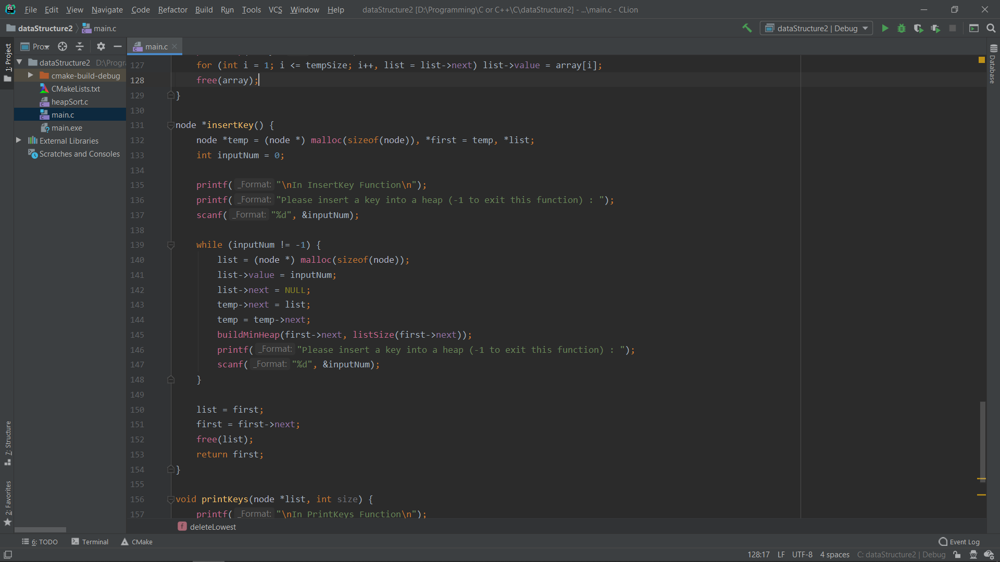 File Edit View Navigate Code Refactor Build Run Tools VCS Window Help dataStructure2 [D:\Programming\C or C++\C\dataStructure2] - ...\main.c - CLion
dataStructure2 main.c dataStructure2 | Debug
1: Project
Pro...
main.c
dataStructure2 D:\Progra
cmake-build-debug
CMakeLists.txt
heapSort.c
main.c
main.exe
External Libraries
Scratches and Consoles
7: Structure
2: Favorites
Database
127 for (int i = 1; i <= tempSize; i++, list = list->next) list->value = array[i];
128 free(array);
129 }
130
131 node *insertKey() {
132 node *temp = (node *) malloc(sizeof(node)), *first = temp, *list;
133 int inputNum = 0;
134
135 printf( _Format: "\nIn InsertKey Function\n");
136 printf( _Format: "Please insert a key into a heap (-1 to exit this function) : ");
137 scanf( _Format: "%d", &inputNum);
138
139 while (inputNum != -1) {
140 list = (node *) malloc(sizeof(node));
141 list->value = inputNum;
142 list->next = NULL;
143 temp->next = list;
144 temp = temp->next;
145 buildMinHeap(first->next, listSize(first->next));
146 printf( _Format: "Please insert a key into a heap (-1 to exit this function) : ");
147 scanf( _Format: "%d", &inputNum);
148 }
149
150 list = first;
151 first = first->next;
152 free(list);
153 return first;
154 }
155
156 void printKeys(node *list, int size) {
157 printf( _Format: "\nIn PrintKeys Function\n");
f deleteLowest
6: TODO Terminal CMake Event Log
128:17 LF UTF-8 4 spaces C: dataStructure2 | Debug